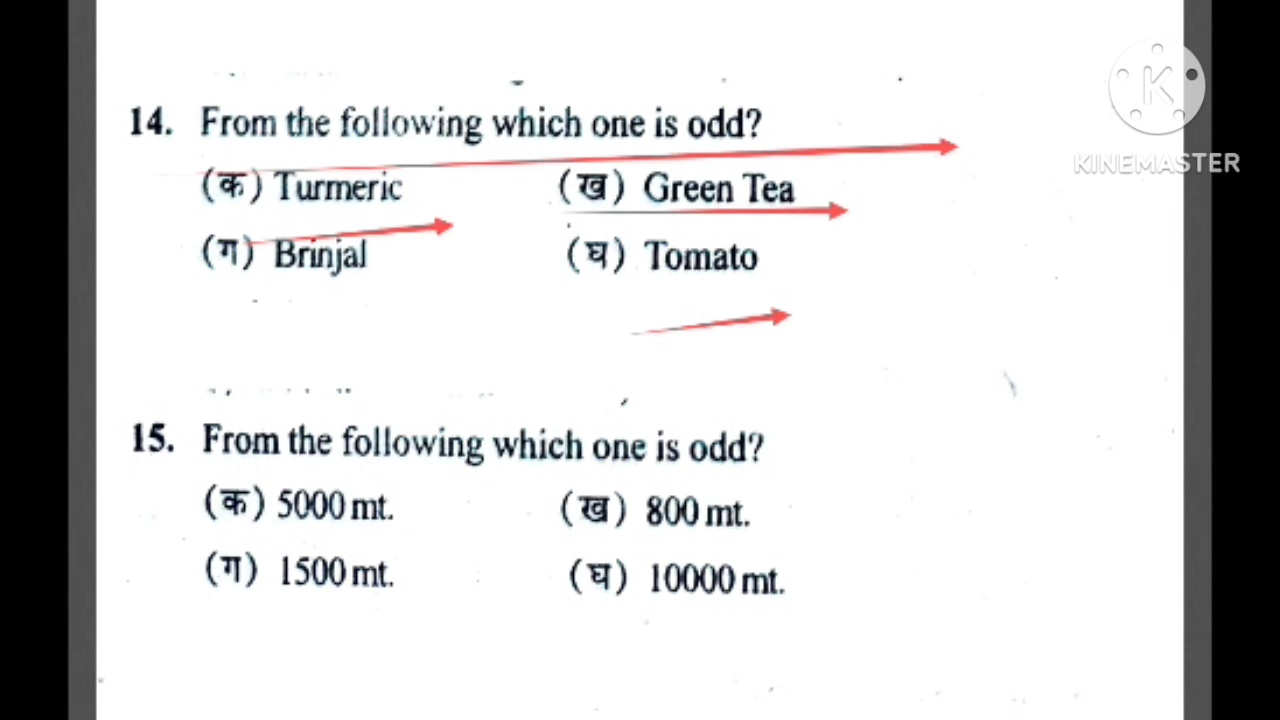 KINEMASTER
14. From the following which one is odd?
(क) Turmeric (ख) Green Tea
(ग) Brinjal (घ) Tomato
15. From the following which one is odd?
(क) 5000 mt. (ख) 800 mt.
(ग) 1500 mt. (घ) 10000 mt.